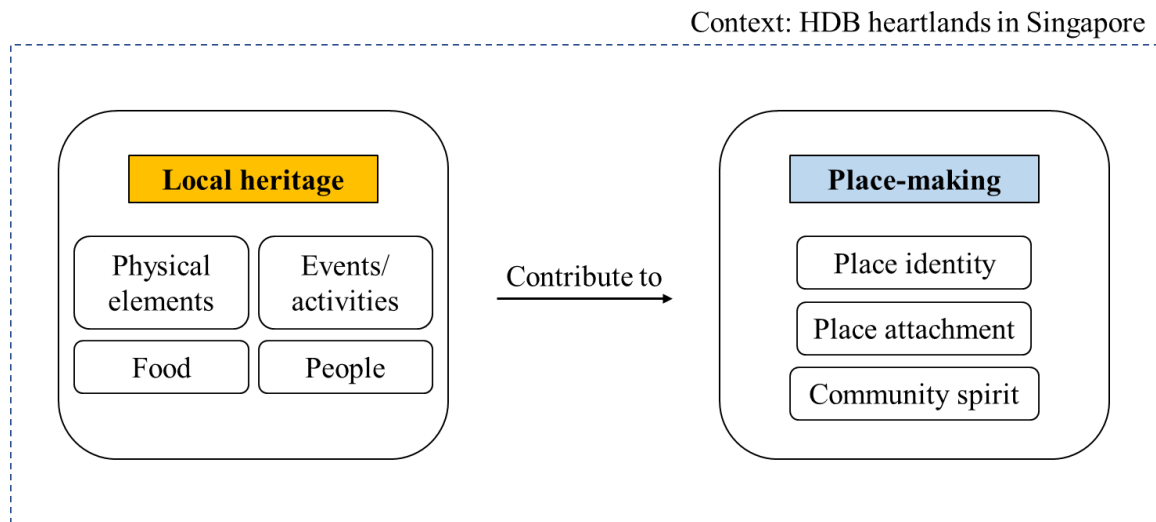 Context: HDB heartlands in Singapore
Local heritage
Physical
elements
Events/
activities
Food
People
Contribute to
Place-making
Place identity
Place attachment
Community spirit